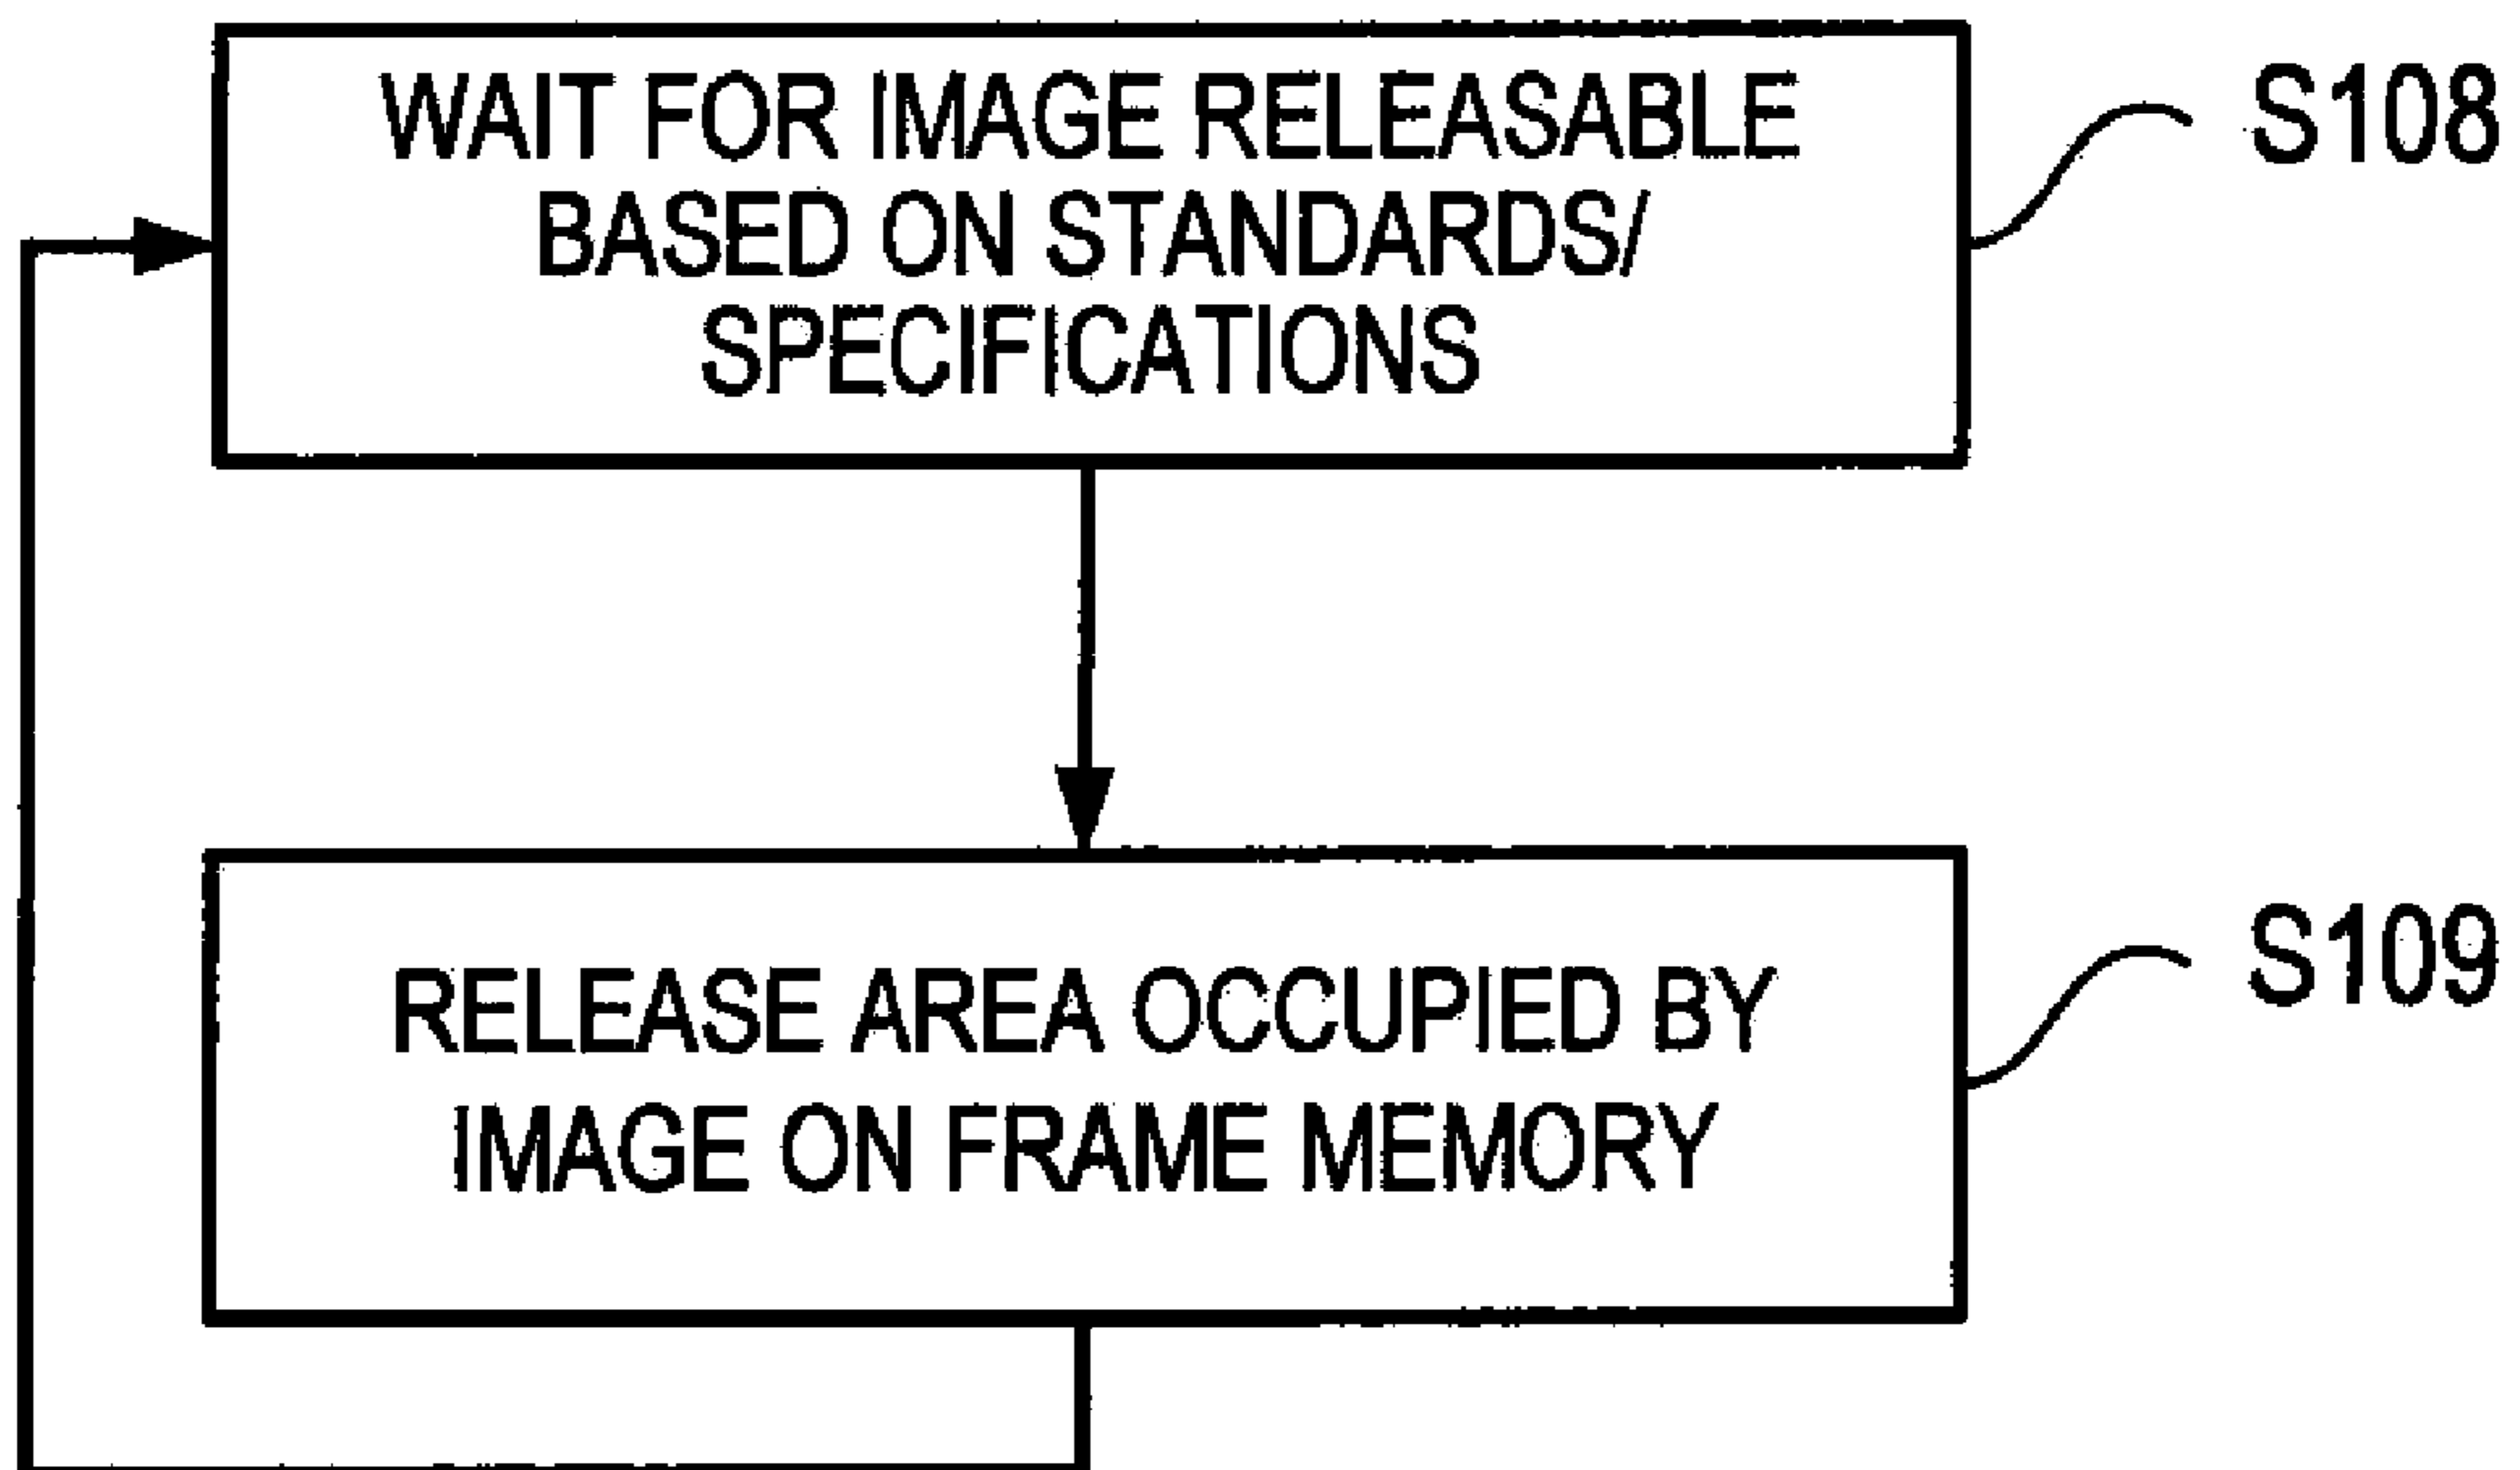 WAIT FOR IMAGE RELEASABLE
BASED ON STANDARDS/
SPECIFICATIONS
S108
RELEASE AREA OCCUPIED BY
IMAGE ON FRAME MEMORY
S109